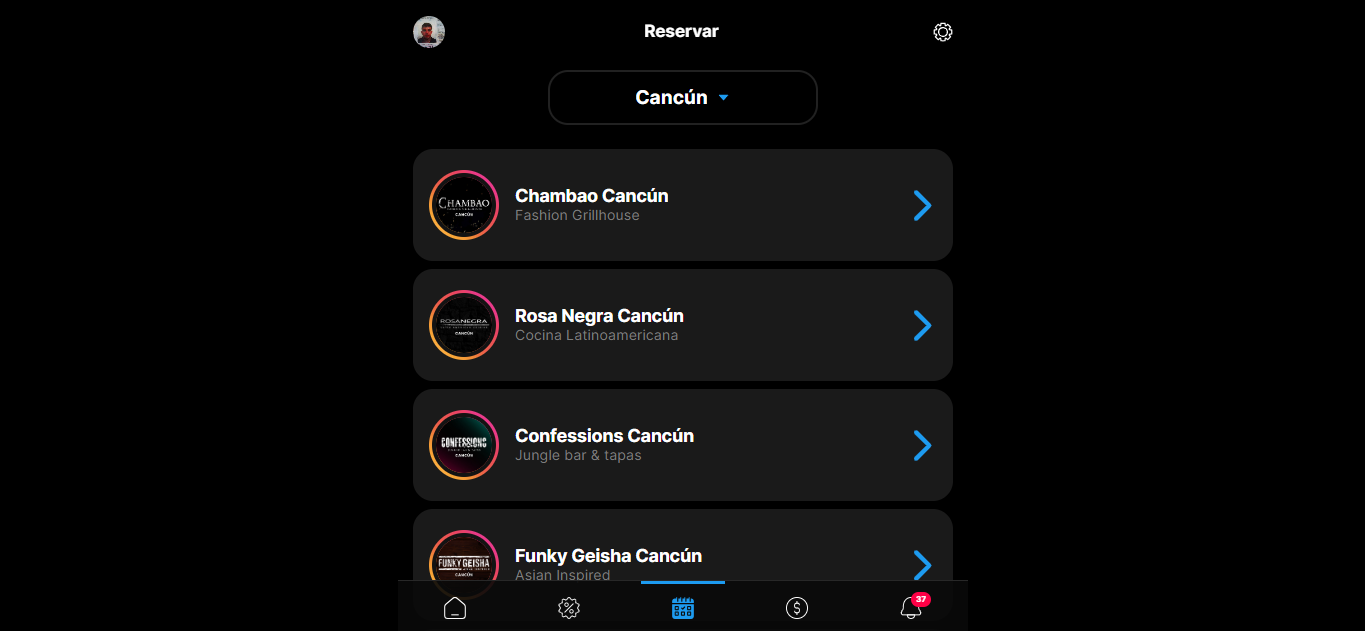 Reservar
Cancún
CHAMBAO
CANCÚN
Chambao Cancún
Fashion Grillhouse
ROSANEGRA
CANCÚN
Rosa Negra Cancún
Cocina Latinoamericana
CONFESSIONS
CANCÚN
Confessions Cancún
Jungle bar & tapas
FUNKY GEISHA
CANCÚN
Funky Geisha Cancún
Asian Inspired
37